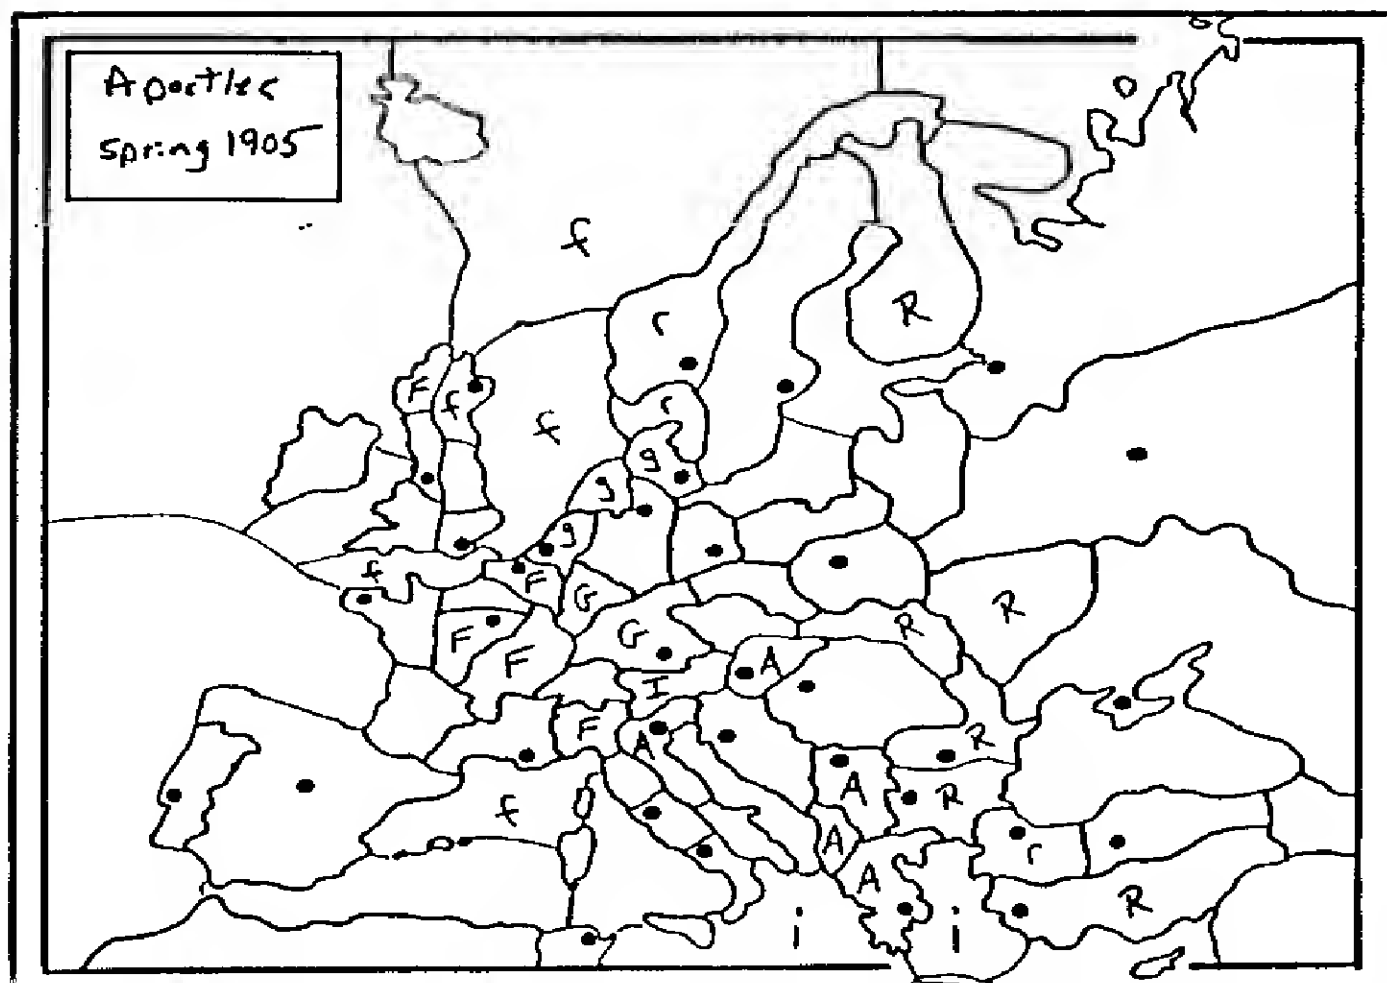 Apostles
spring 1905
f
r R
F f r
f
g
g
g
f F G R
F F G R
A
I
F A R
f A R
A r
A R
i i